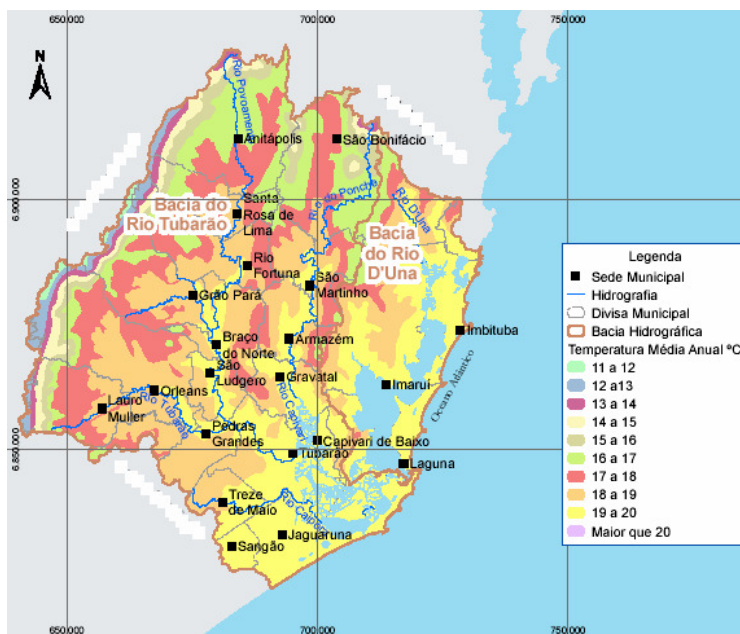 650.000
700.000
750.000
N
Rio Povoamento
Anitápolis
São Bonifácio
6.900.000
Santa
Rosa de
Lima
Bacia do
Rio Tubarão
Rio do Ponche
Rio D'Una
Bacia
do Rio
D'Una
Rio
Fortuna
São
Martinho
Grão Pará
Imbituba
Braço
do Norte
Armazém
São
Ludgero
Gravatal
Imaruí
Oceano Atlântico
Orleans
Lauro
Muller
Rio Tubarão
Rio Capivari
Pedras
Grandes
Capivari de Baixo
Tubarão
Laguna
6.850.000
Treze
de Maio
Jaguaruna
Sangão
650.000
700.000
750.000
Legenda
Sede Municipal
Hidrografia
Divisa Municipal
Bacia Hidrográfica
Temperatura Média Anual ºC
11 a 12
12 a13
13 a 14
14 a 15
15 a 16
16 a 17
17 a 18
18 a 19
19 a 20
Maior que 20